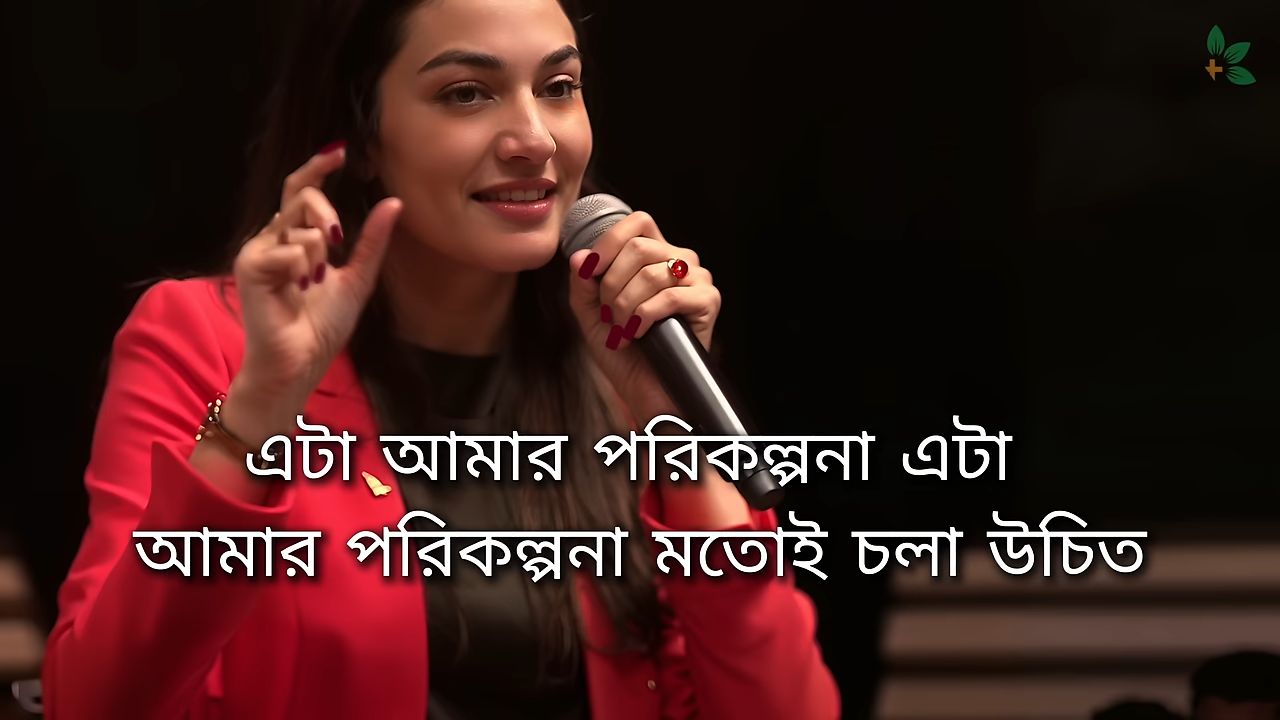 এটা আমার পরিকল্পনা এটা
আমার পরিকল্পনা মতোই চলা উচিত